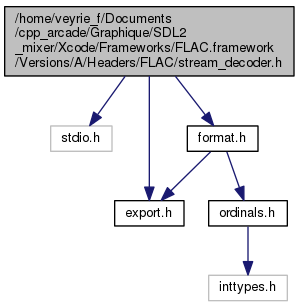 /home/veyrie_f/Documents
/cpp_arcade/Graphique/SDL2
_mixer/Xcode/Frameworks/FLAC.framework
/Versions/A/Headers/FLAC/stream_decoder.h
stdio.h
format.h
export.h
ordinals.h
inttypes.h